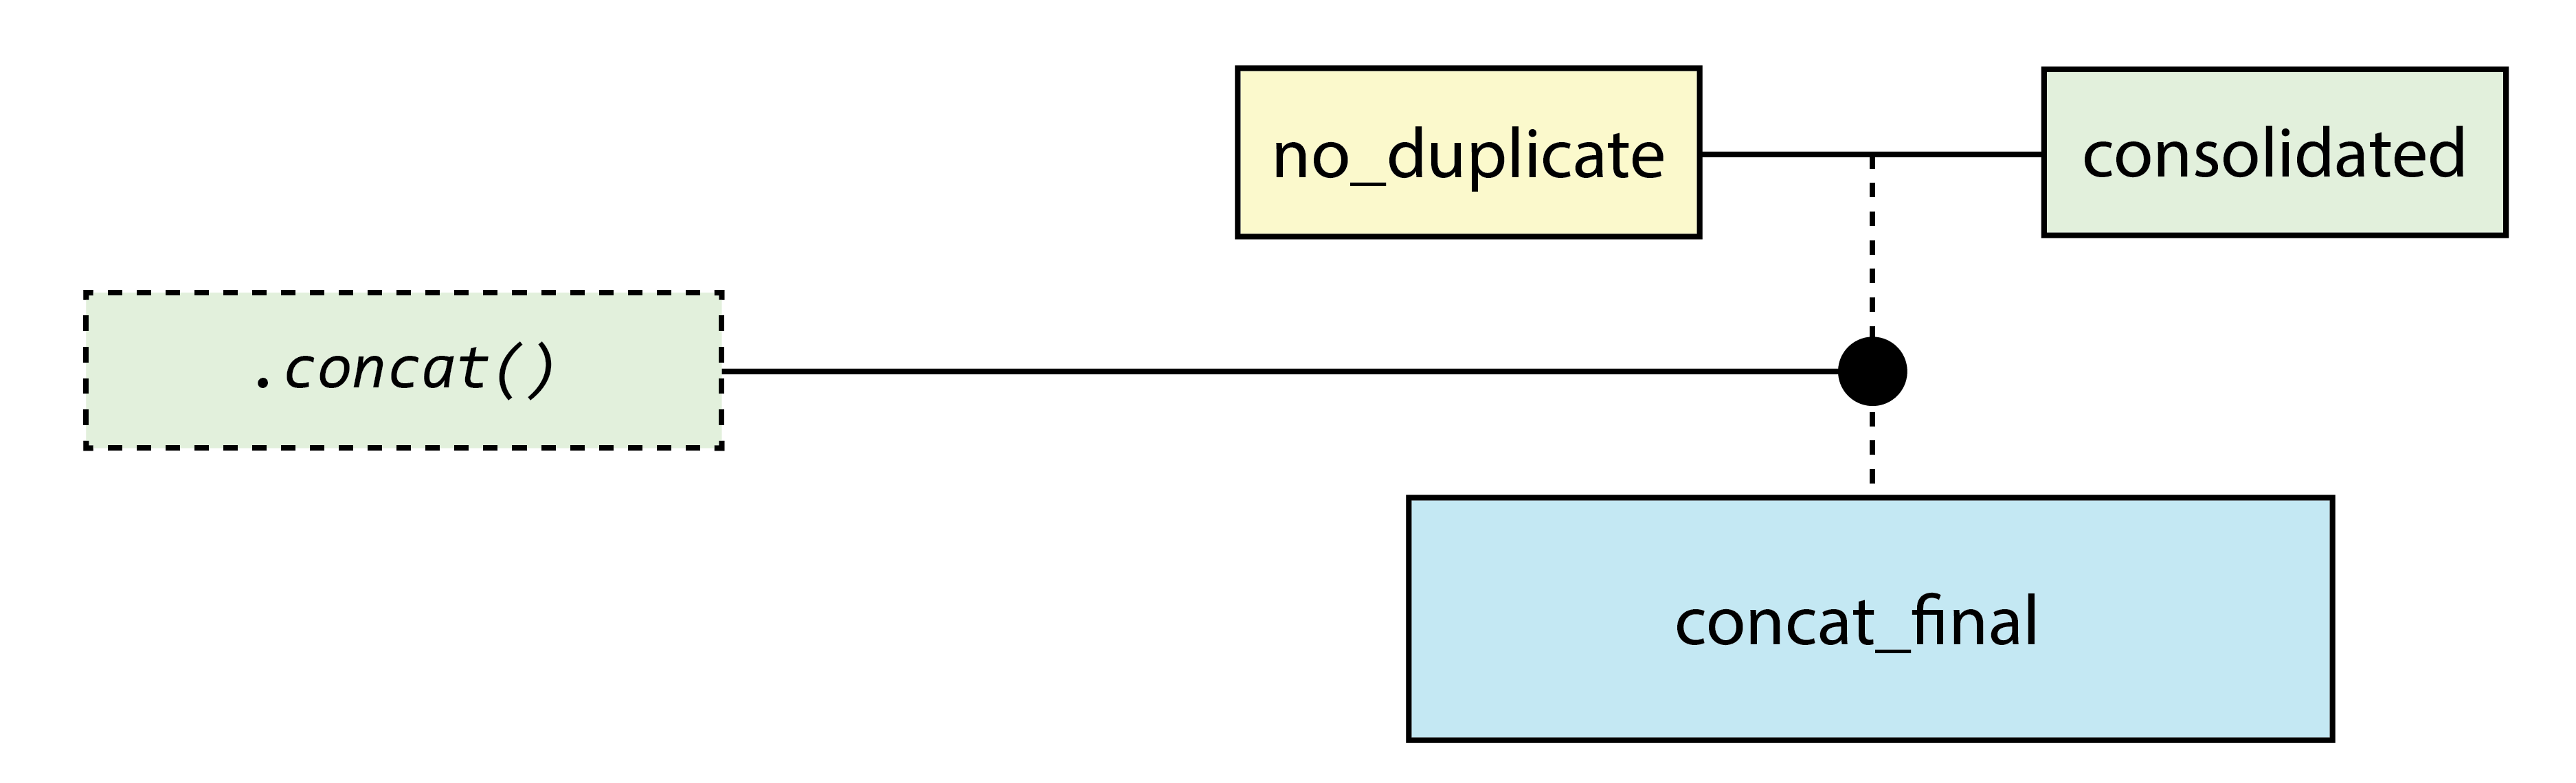 no_duplicate
consolidated
.concat()
concat_final